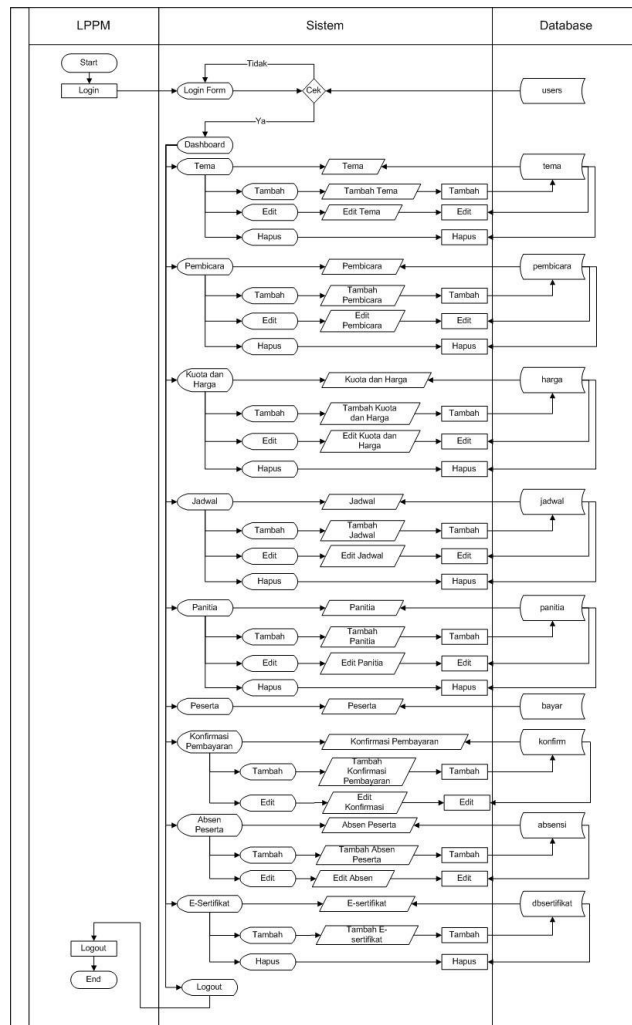 LPPM
Sistem
Database
Start
Login
Tidak
Login Form
Cek
users
Ya
Dashboard
Tema
Tema
tema
Tambah
Tambah Tema
Tambah
Edit
Edit Tema
Edit
Hapus
Hapus
Pembicara
Pembicara
pembicara
Tambah
Tambah
Pembicara
Tambah
Edit
Edit
Pembicara
Edit
Hapus
Hapus
Kuota dan
Harga
Kuota dan Harga
harga
Tambah
Tambah Kuota
dan Harga
Tambah
Edit
Edit Kuota dan
Harga
Edit
Hapus
Hapus
Jadwal
Jadwal
jadwal
Tambah
Tambah
Jadwal
Tambah
Edit
Edit Jadwal
Edit
Hapus
Hapus
Panitia
Panitia
panitia
Tambah
Tambah
Panitia
Tambah
Edit
Edit Panitia
Edit
Hapus
Hapus
Peserta
Peserta
bayar
Konfirmasi
Pembayaran
Konfirmasi Pembayaran
konfirm
Tambah
Tambah
Konfirmasi
Pembayaran
Tambah
Edit
Edit
Konfirmasi
Edit
Absen
Peserta
Absen Peserta
absensi
Tambah
Tambah Absen
Peserta
Tambah
Edit
Edit Absen
Edit
E-Sertifikat
E-sertifikat
dbsertifikat
Tambah
Tambah E-
sertifikat
Tambah
Hapus
Hapus
Logout
Logout
End